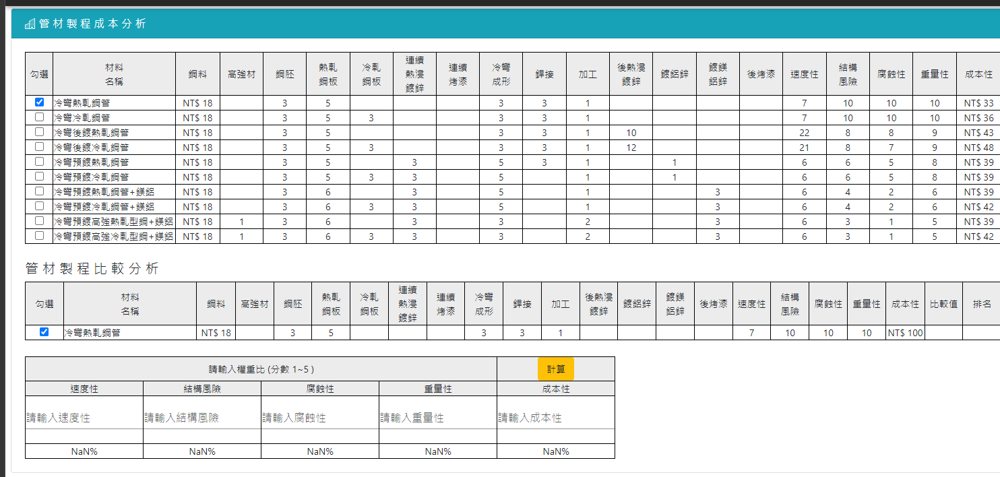 管材製程成本分析
勾選 材料名稱 鋼料 高強材 鋼胚 熱軋鋼板 冷軋鋼板 連續熱浸鍍鋅 連續烤漆 冷彎成形 銲接 加工 後熱浸鍍鋅 鍍鋁鋅 鍍鎂鋁鋅 後烤漆 速度性 結構風險 腐蝕性 重量性 成本性
冷彎熱軋鋼管 NT$ 18 3 5 3 3 1 7 10 10 10 NT$ 33
冷彎冷軋鋼管 NT$ 18 3 5 3 3 3 1 7 10 10 10 NT$ 36
冷彎後鍍熱軋鋼管 NT$ 18 3 5 3 3 1 10 22 8 8 9 NT$ 43
冷彎後鍍冷軋鋼管 NT$ 18 3 5 3 3 3 1 12 21 8 7 9 NT$ 48
冷彎預鍍熱軋鋼管 NT$ 18 3 5 3 5 3 1 1 6 6 5 8 NT$ 39
冷彎預鍍冷軋鋼管 NT$ 18 3 5 3 3 5 1 1 6 6 5 8 NT$ 39
冷彎預鍍熱軋鋼管+鎂鋁 NT$ 18 3 6 3 5 1 3 6 4 2 6 NT$ 39
冷彎預鍍冷軋鋼管+鎂鋁 NT$ 18 3 6 3 3 5 1 3 6 4 2 6 NT$ 42
冷彎預鍍高強熱軋型鋼+鎂鋁 NT$ 18 1 3 6 3 3 2 3 6 3 1 5 NT$ 39
冷彎預鍍高強冷軋型鋼+鎂鋁 NT$ 18 1 3 6 3 3 3 2 3 6 3 1 5 NT$ 42
管材製程比較分析
勾選 材料名稱 鋼料 高強材 鋼胚 熱軋鋼板 冷軋鋼板 連續熱浸鍍鋅 連續烤漆 冷彎成形 銲接 加工 後熱浸鍍鋅 鍍鋁鋅 鍍鎂鋁鋅 後烤漆 速度性 結構風險 腐蝕性 重量性 成本性 比較值 排名
冷彎熱軋鋼管 NT$ 18 3 5 3 3 1 7 10 10 10 NT$ 100
請輸入權重比 (分數 1~5 ) 計算
速度性 結構風險 腐蝕性 重量性 成本性
請輸入速度性 請輸入結構風險 請輸入腐蝕性 請輸入重量性 請輸入成本性
NaN% NaN% NaN% NaN% NaN%